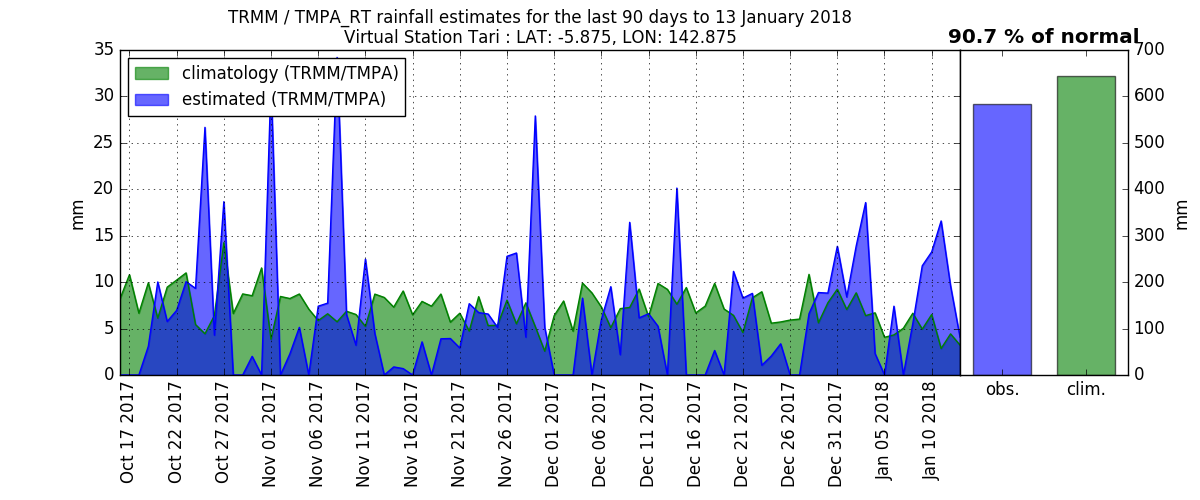 TRMM / TMPA_RT rainfall estimates for the last 90 days to 13 January 2018
Virtual Station Tari : LAT: -5.875, LON: 142.875
90.7 % of normal
climatology (TRMM/TMPA)
estimated (TRMM/TMPA)
35
30
25
20
15
10
5
0
mm
700
600
500
400
300
200
100
0
mm
Oct 17 2017
Oct 22 2017
Oct 27 2017
Nov 01 2017
Nov 06 2017
Nov 11 2017
Nov 16 2017
Nov 21 2017
Nov 26 2017
Dec 01 2017
Dec 06 2017
Dec 11 2017
Dec 16 2017
Dec 21 2017
Dec 26 2017
Dec 31 2017
Jan 05 2018
Jan 10 2018
obs.
clim.